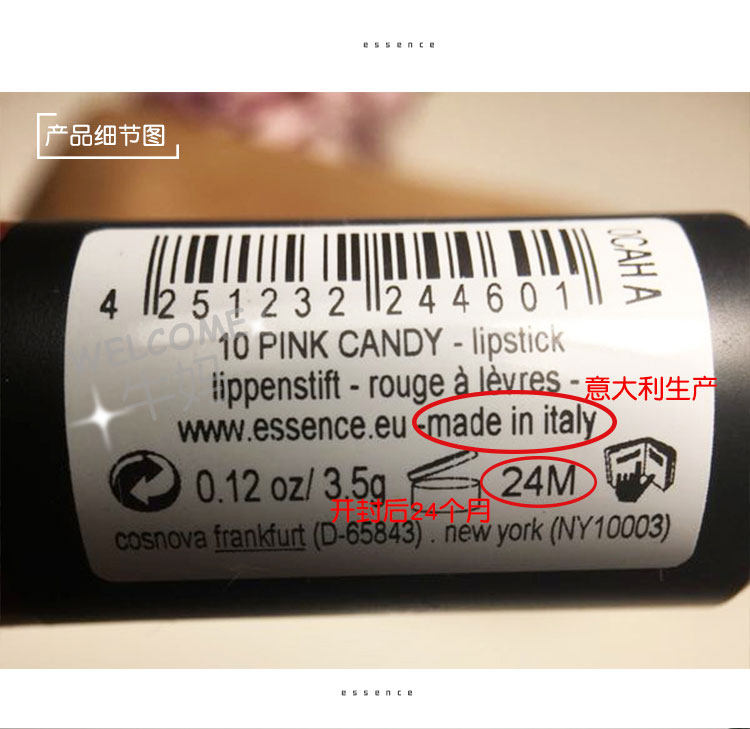 essence
产品细节图
4 251232 244601
0CAH A
WELCOME
10 PINK CANDY - lipstick
lippenstift - rouge à lèvres -
意大利生产
www.essence.eu -made in italy
0.12 oz/ 3.5g 24M
开封后24个月
cosnova frankfurt (D-65843) . new york (NY10003)
essence